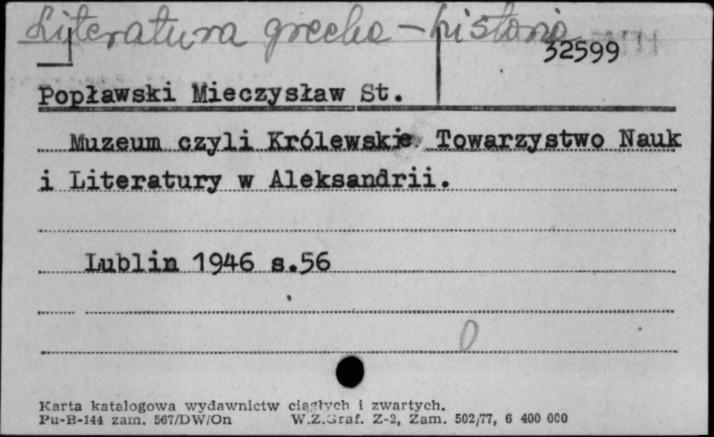 Literatura grecka - historia
32599
Popławski Mieczysław St.
Muzeum czyli Królewskie Towarzystwo Nauk
i Literatury w Aleksandrii.
Lublin 1946 s.56
0
Karta katalogowa wydawnictw ciągłych i zwartych.
Pu-B-144 zam. 567/DW/On W.Z.Graf. Z-2, Zam. 502/77, 6 400 000